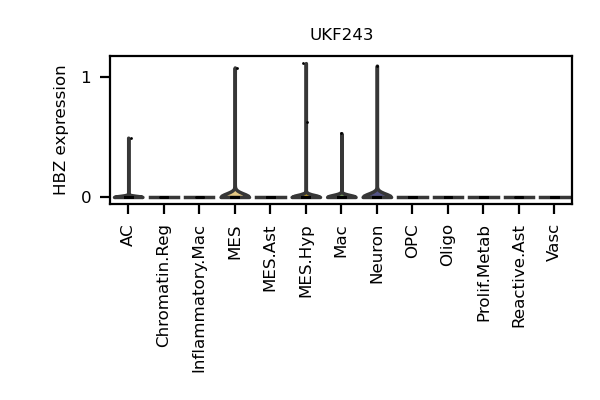 UKF243
HBZ expression
1
0
AC
Chromatin.Reg
Inflammatory.Mac
MES
MES.Ast
MES.Hyp
Mac
Neuron
OPC
Oligo
Prolif.Metab
Reactive.Ast
Vasc